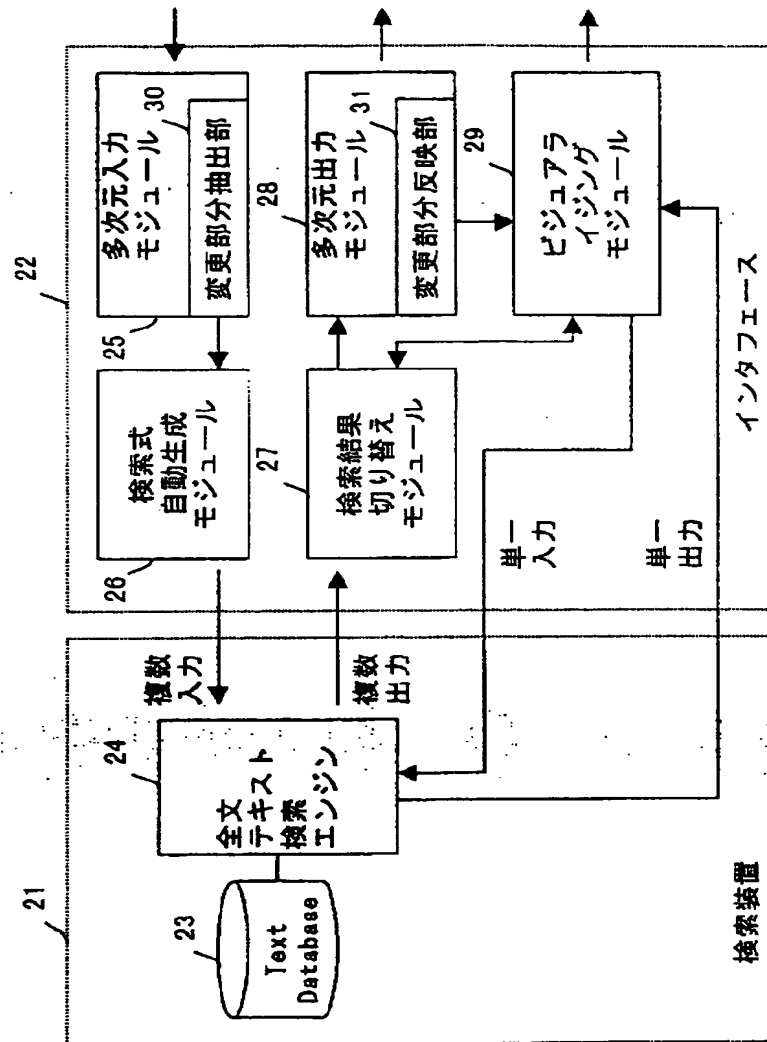 21
22
23
Text
Database
24
全文
テキスト
検索
エンジン
複数
入力
複数
出力
26
検索式
自動生成
モジュール
25
多次元入力
モジュール
30
変更部分抽出部
27
検索結果
切り替え
モジュール
28
多次元出力
モジュール
31
変更部分反映部
29
ビジュアラ
イジング
モジュール
単一
入力
単一
出力
検索装置
インタフェース